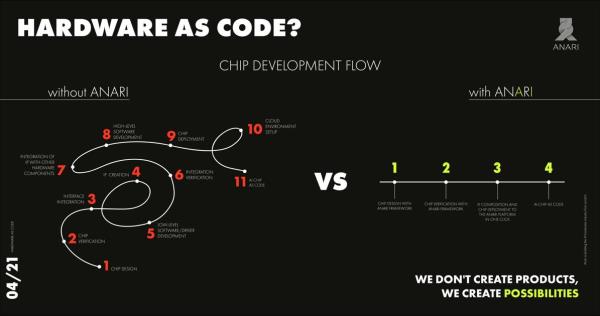 HARDWARE AS CODE?
ANARI
CHIP DEVELOPMENT FLOW
without ANARI
with ANARI
1 CHIP DESIGN
2 CHIP
VERIFICATION
3 INTERFACE
INTEGRATION
4 IP CREATION
5 LOW-LEVEL
SOFTWARE/DRIVER
DEVELOPMENT
6 INTEGRATION
VERIFICATION
7 INTEGRATION OF
IP WITH OTHER
HARDWARE
COMPONENTS
8 HIGH-LEVEL
SOFTWARE
DEVELOPMENT
9 CHIP
DEPLOYMENT
10 CLOUD
ENVIRONMENT
SETUP
11 AI CHIP
AS CODE
VS
1
CHIP DESIGN WITH
ANARI FRAMEWORK
2
CHIP VERIFICATION WITH
ANARI FRAMEWORK
3
IP COMPOSITION AND
CHIP DEPLOYMENT TO
THE ANARI PLATFORM
IN ONE CLICK
4
AI CHIP AS CODE
04/21
HARDWARE AS CODE
WE DON'T CREATE PRODUCTS,
WE CREATE POSSIBILITIES